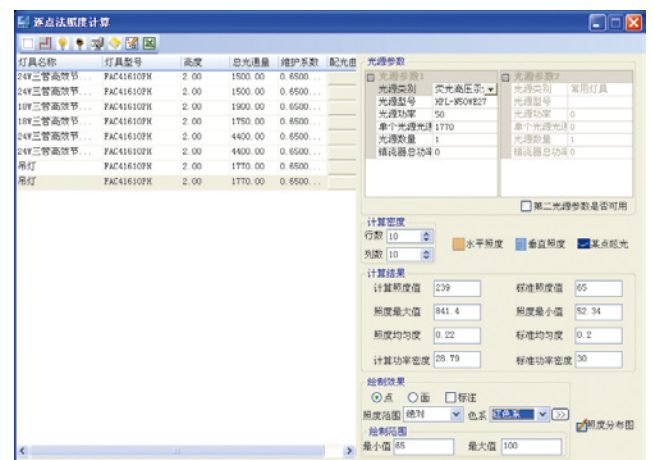 逐点法照度计算
灯具名称 灯具型号 高度 总光通量 维护系数 配光曲
24W三管高效节... FAC41610PH 2.00 1500.00 0.6500...
24W三管高效节... FAC41610PH 2.00 1500.00 0.6500...
18W三管高效节... FAC41610PH 2.00 1900.00 0.6500...
18W三管高效节... FAC41610PH 2.00 1750.00 0.6500...
24W三管高效节... FAC41610PH 2.00 4400.00 0.6500...
24W三管高效节... FAC41610PH 2.00 4400.00 0.6500...
吊灯 FAC41610PH 2.00 1770.00 0.6500...
吊灯 FAC41610PH 2.00 1770.00 0.6500...
光源参数
光源参数1 光源参数2
光源类别 荧光高压汞 光源类别 常用灯具
光源型号 光源型号
光源功率 50 光源功率 0
单个光源光通 1770 单个光源光通 0
光源数量 1 光源数量 1
镇流器总功率 0 镇流器总功率 0
第二光源参数是否可用
计算密度
行数 10
列数 10
水平照度 垂直照度 某点眩光
计算结果
计算照度值 239 标准照度值 65
照度最大值 841.4 照度最小值 52.34
照度均匀度 0.22 标准均匀度 0.2
计算功率密度 28.79 标准功率密度 30
绘制效果
点 面 标注
照度范围 绝对 色系 红色系 >>
照度分布图
绘制范围
最小值 65 最大值 100